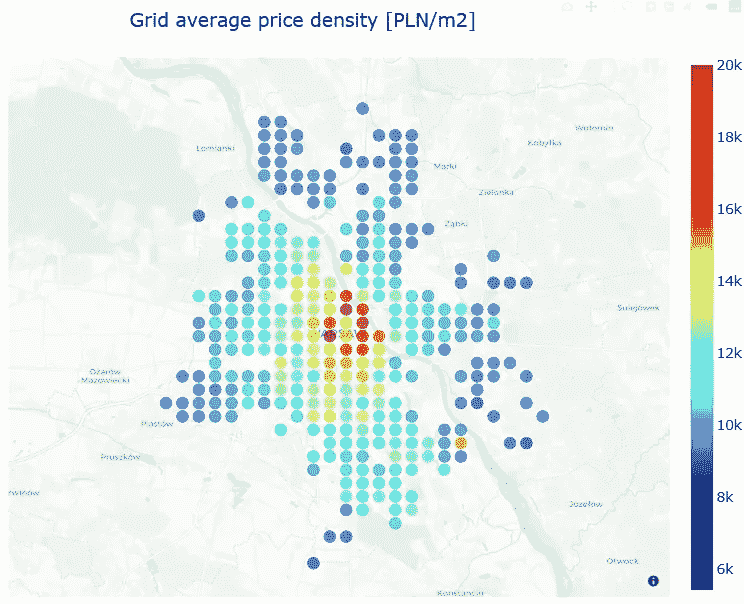 Grid average price density [PLN/m2]
20k
18k
16k
14k
12k
10k
8k
6k
Łomianki
Wołomin
Kobyłka
Marki
Zielonka
Ząbki
Sulejówek
Ożarów
Mazowiecki
Piastów
Pruszków
Józefów
Otwock